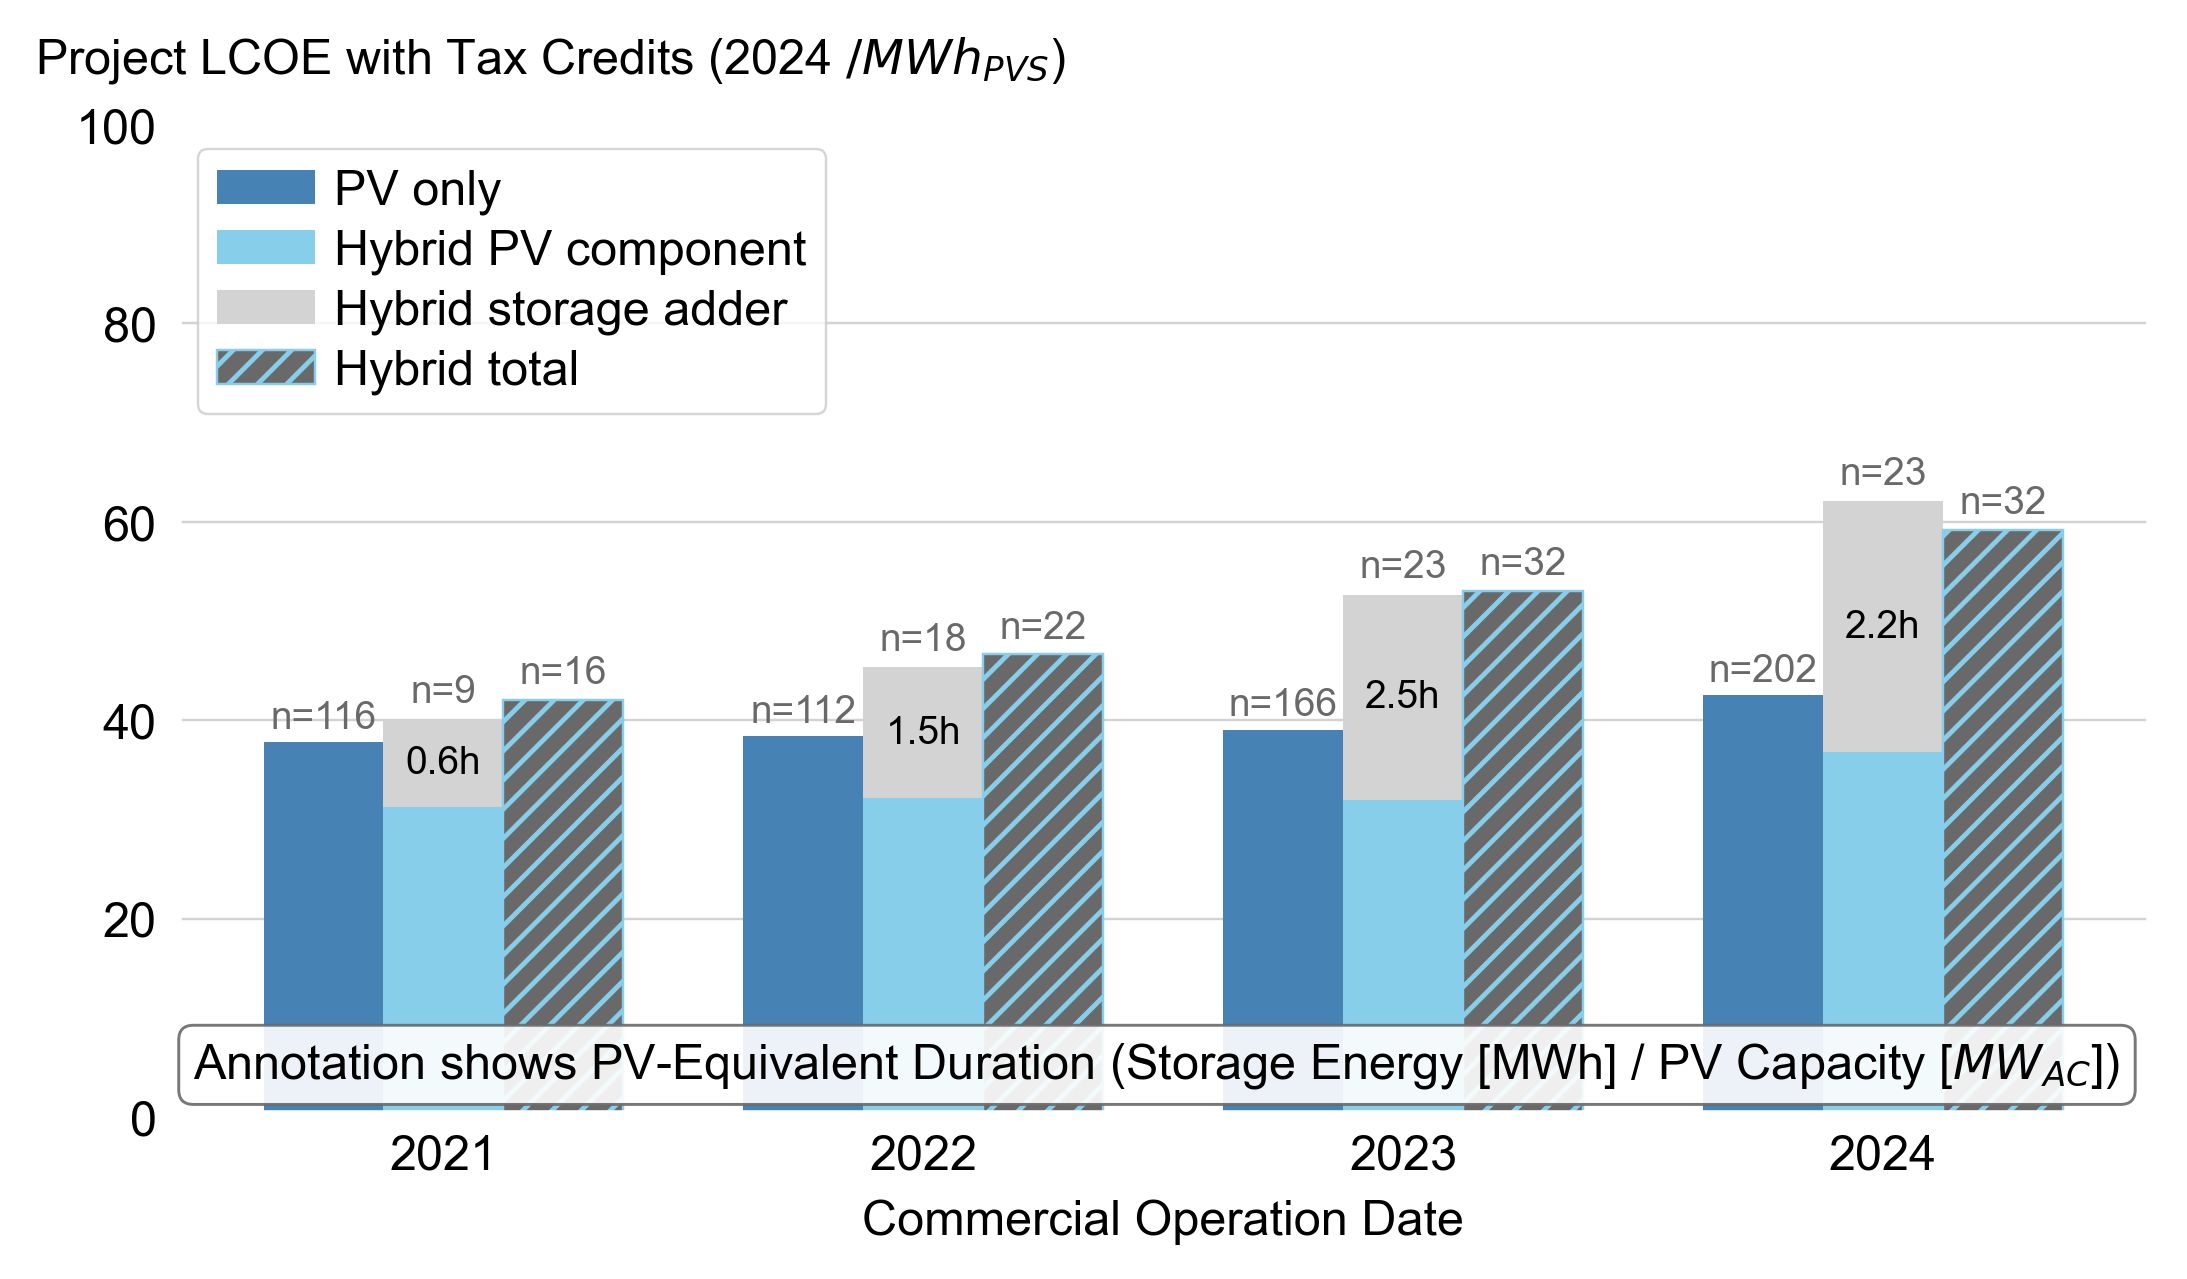 Project LCOE with Tax Credits (2024 /MWh_PVS)
100
80
60
40
20
0
PV only
Hybrid PV component
Hybrid storage adder
Hybrid total
n=116
n=9
n=16
0.6h
n=112
n=18
n=22
1.5h
n=166
n=23
n=32
2.5h
n=202
n=23
n=32
2.2h
Annotation shows PV-Equivalent Duration (Storage Energy [MWh] / PV Capacity [MW_AC])
2021
2022
2023
2024
Commercial Operation Date